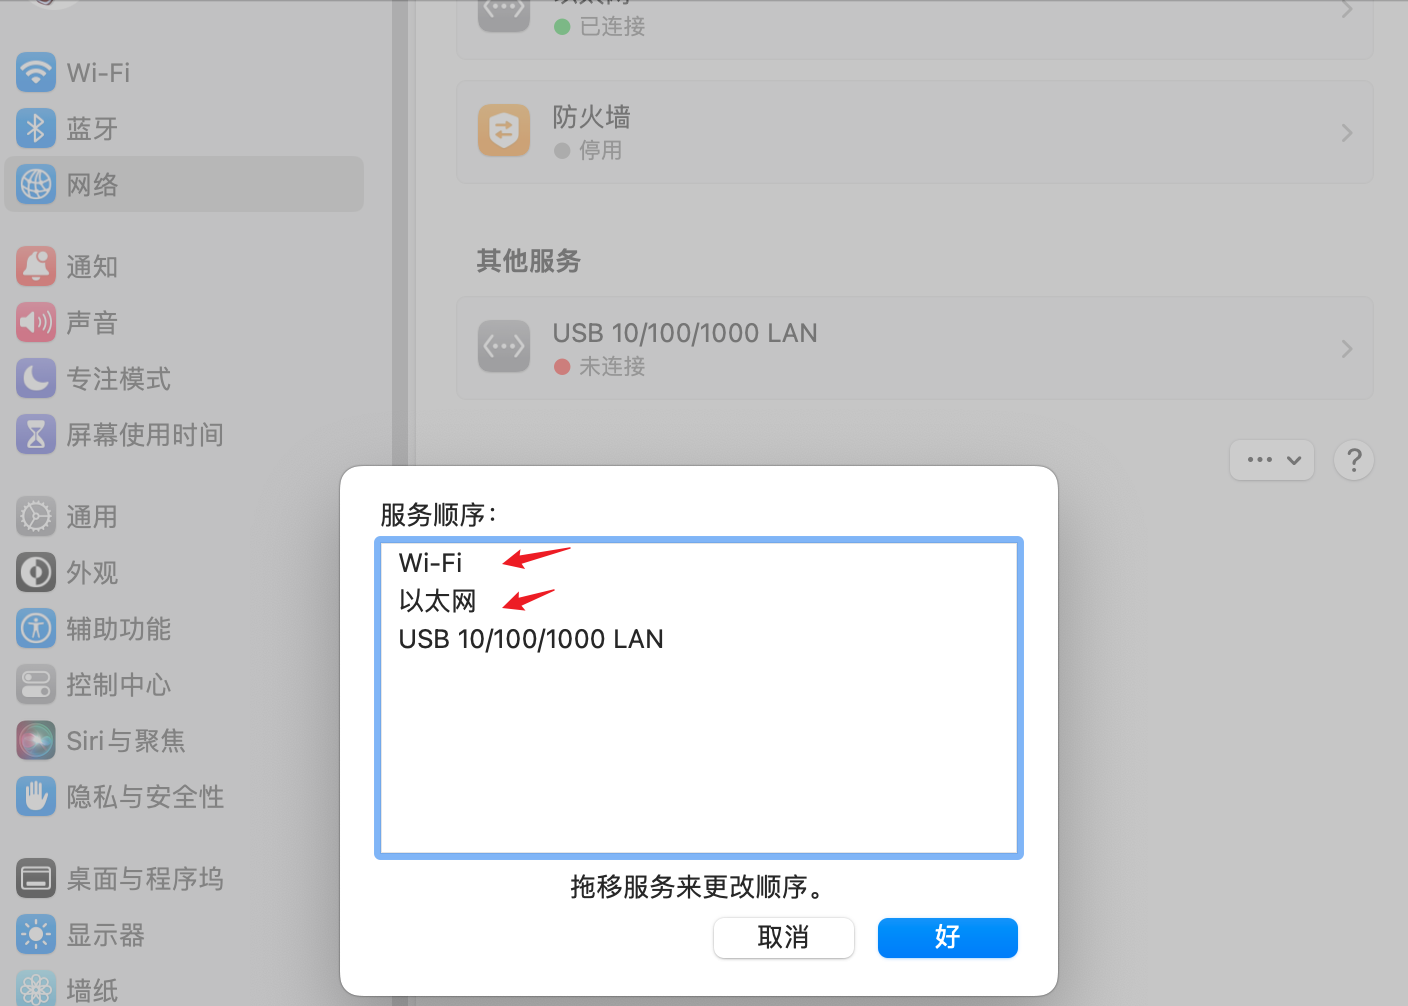 Wi-Fi
蓝牙
网络
通知
声音
专注模式
屏幕使用时间
通用
外观
辅助功能
控制中心
Siri与聚焦
隐私与安全性
桌面与程序坞
显示器
墙纸
以太网
已连接
防火墙
停用
其他服务
USB 10/100/1000 LAN
未连接
?
服务顺序：
Wi-Fi
以太网
USB 10/100/1000 LAN
拖移服务来更改顺序。
取消
好